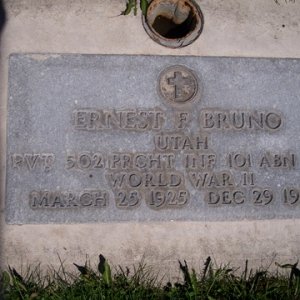 ERNEST F BRUNO
UTAH
PVT 502 PRCHT INF 101 ABN
WORLD WAR II
MARCH 25 1925 DEC 29